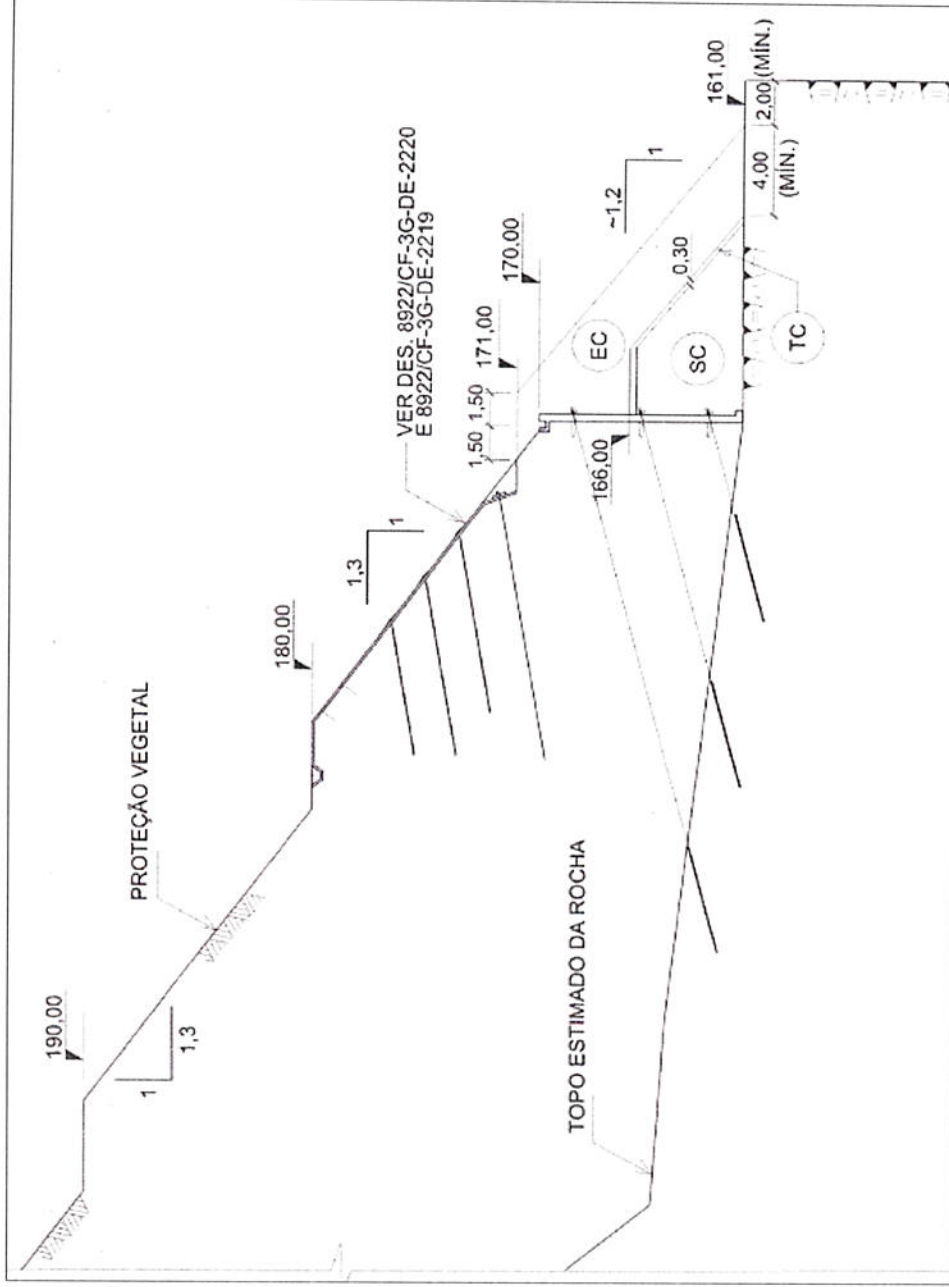 190,00
PROTEÇÃO VEGETAL
1
1,3
180,00
1,3
1
VER DES. 8922/CF-3G-DE-2220
E 8922/CF-3G-DE-2219
171,00
1,50
1,50
170,00
166,00
EC
SC
TC
0,30
~1,2
1
161,00
4,00
(MÍN.)
2,00 (MÍN.)
TOPO ESTIMADO DA ROCHA